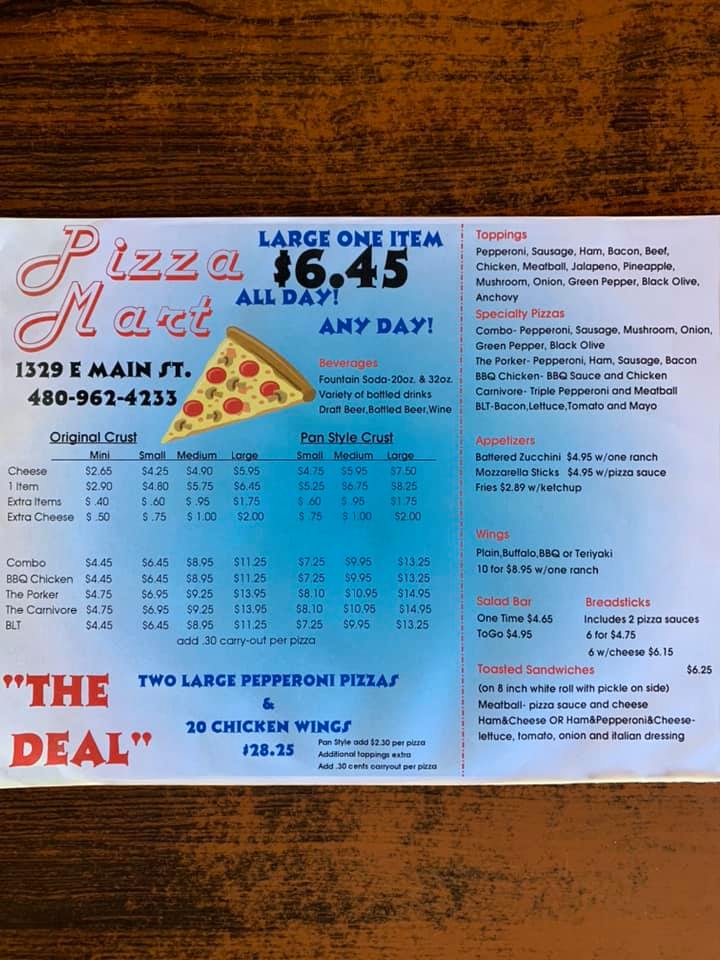 Pizza
Mart
LARGE ONE ITEM
$6.45
ALL DAY!
ANY DAY!
1329 E MAIN ST.
480-962-4233
Beverages
Fountain Soda-20oz. & 32oz.
Variety of bottled drinks
Draft Beer,Bottled Beer,Wine
Original Crust Pan Style Crust
Mini Small Medium Large Small Medium Large
Cheese $2.65 $4.25 $4.90 $5.95 $4.75 $5.95 $7.50
1 Item $2.90 $4.80 $5.75 $6.45 $5.25 $6.75 $8.25
Extra Items $ .40 $ .60 $ .95 $1.75 $ .60 $ .95 $1.75
Extra Cheese $ .50 $ .75 $ 1.00 $2.00 $ .75 $ 1.00 $2.00
Combo $4.45 $6.45 $8.95 $11.25 $7.25 $9.95 $13.25
BBQ Chicken $4.45 $6.45 $8.95 $11.25 $7.25 $9.95 $13.25
The Porker $4.75 $6.95 $9.25 $13.95 $8.10 $10.95 $14.95
The Carnivore $4.75 $6.95 $9.25 $13.95 $8.10 $10.95 $14.95
BLT $4.45 $6.45 $8.95 $11.25 $7.25 $9.95 $13.25
add .30 carry-out per pizza
"THE
DEAL"
TWO LARGE PEPPERONI PIZZAS
&
20 CHICKEN WINGS
$28.25
Pan Style add $2.30 per pizza
Additional toppings extra
Add .30 cents carryout per pizza
Toppings
Pepperoni, Sausage, Ham, Bacon, Beef,
Chicken, Meatball, Jalapeno, Pineapple,
Mushroom, Onion, Green Pepper, Black Olive,
Anchovy
Specialty Pizzas
Combo- Pepperoni, Sausage, Mushroom, Onion,
Green Pepper, Black Olive
The Porker- Pepperoni, Ham, Sausage, Bacon
BBQ Chicken- BBQ Sauce and Chicken
Carnivore- Triple Pepperoni and Meatball
BLT-Bacon,Lettuce,Tomato and Mayo
Appetizers
Battered Zucchini $4.95 w/one ranch
Mozzarella Sticks $4.95 w/pizza sauce
Fries $2.89 w/ketchup
Wings
Plain,Buffalo,BBQ or Teriyaki
10 for $8.95 w/one ranch
Salad Bar
One Time $4.65
ToGo $4.95
Breadsticks
Includes 2 pizza sauces
6 for $4.75
6 w/cheese $6.15
Toasted Sandwiches $6.25
(on 8 inch white roll with pickle on side)
Meatball- pizza sauce and cheese
Ham&Cheese OR Ham&Pepperoni&Cheese-
lettuce, tomato, onion and italian dressing